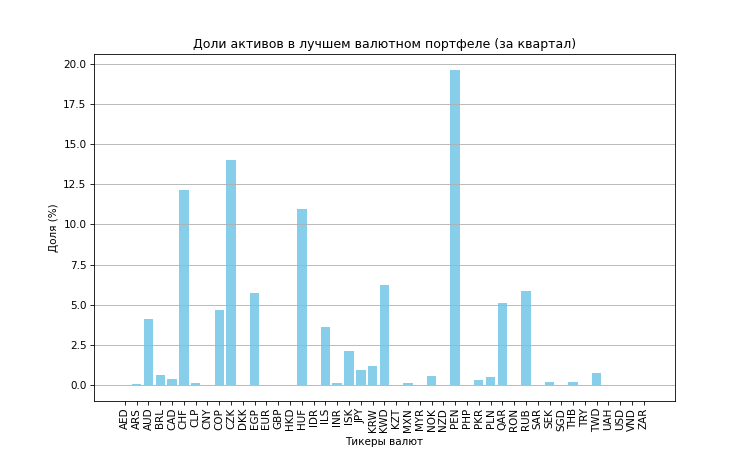 Доли активов в лучшем валютном портфеле (за квартал)
20.0
17.5
15.0
12.5
10.0
7.5
5.0
2.5
0.0
Доля (%)
AED ARS AUD BRL CAD CHF CLP CNY COP CZK DKK EGP EUR GBP HKD HUF IDR ILS INR ISK JPY KRW KWD KZT MXN MYR NOK NZD PEN PHP PKR PLN QAR RON RUB SAR SEK SGD THB TRY TWD UAH USD VND ZAR
Тикеры валют